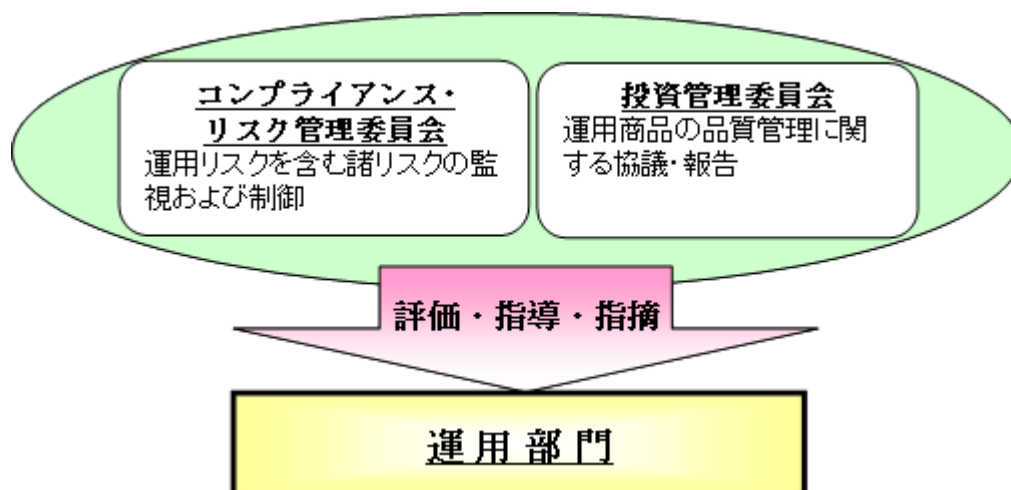 コンプライアンス・
リスク管理委員会
運用リスクを含む諸リスクの監
視および制御
投資管理委員会
運用商品の品質管理に関
する協議・報告
評価・指導・指摘
運用部門